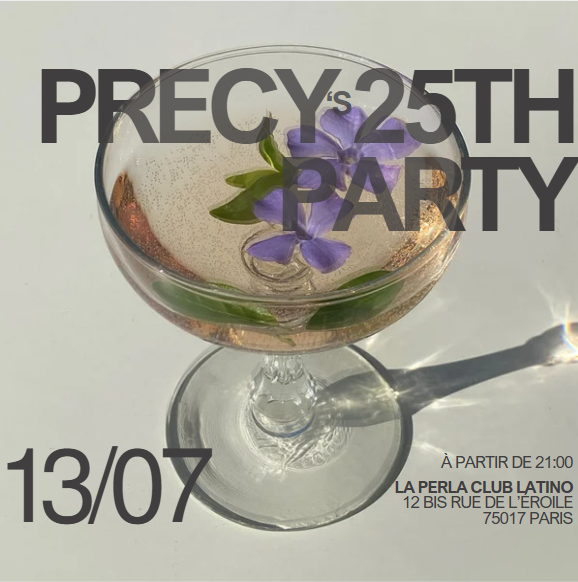 PRECY's 25TH
PARTY
13/07
À PARTIR DE 21:00
LA PERLA CLUB LATINO
12 BIS RUE DE L'ÉROILE
75017 PARIS